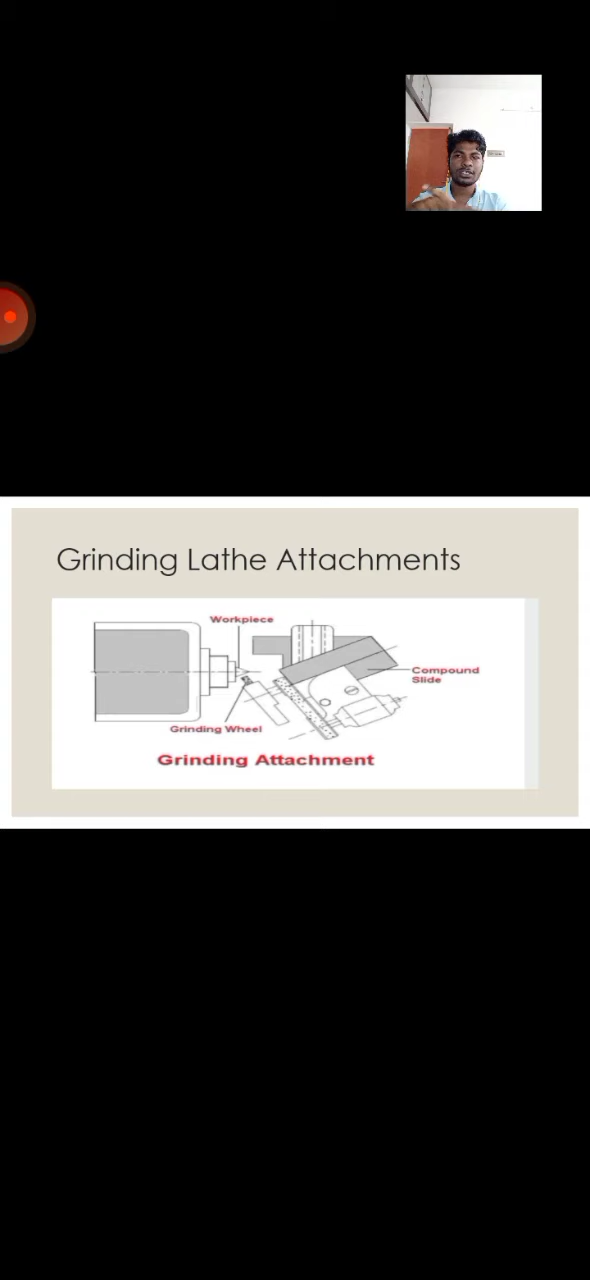 Grinding Lathe Attachments
Workpiece
Compound
Slide
Grinding Wheel
Grinding Attachment